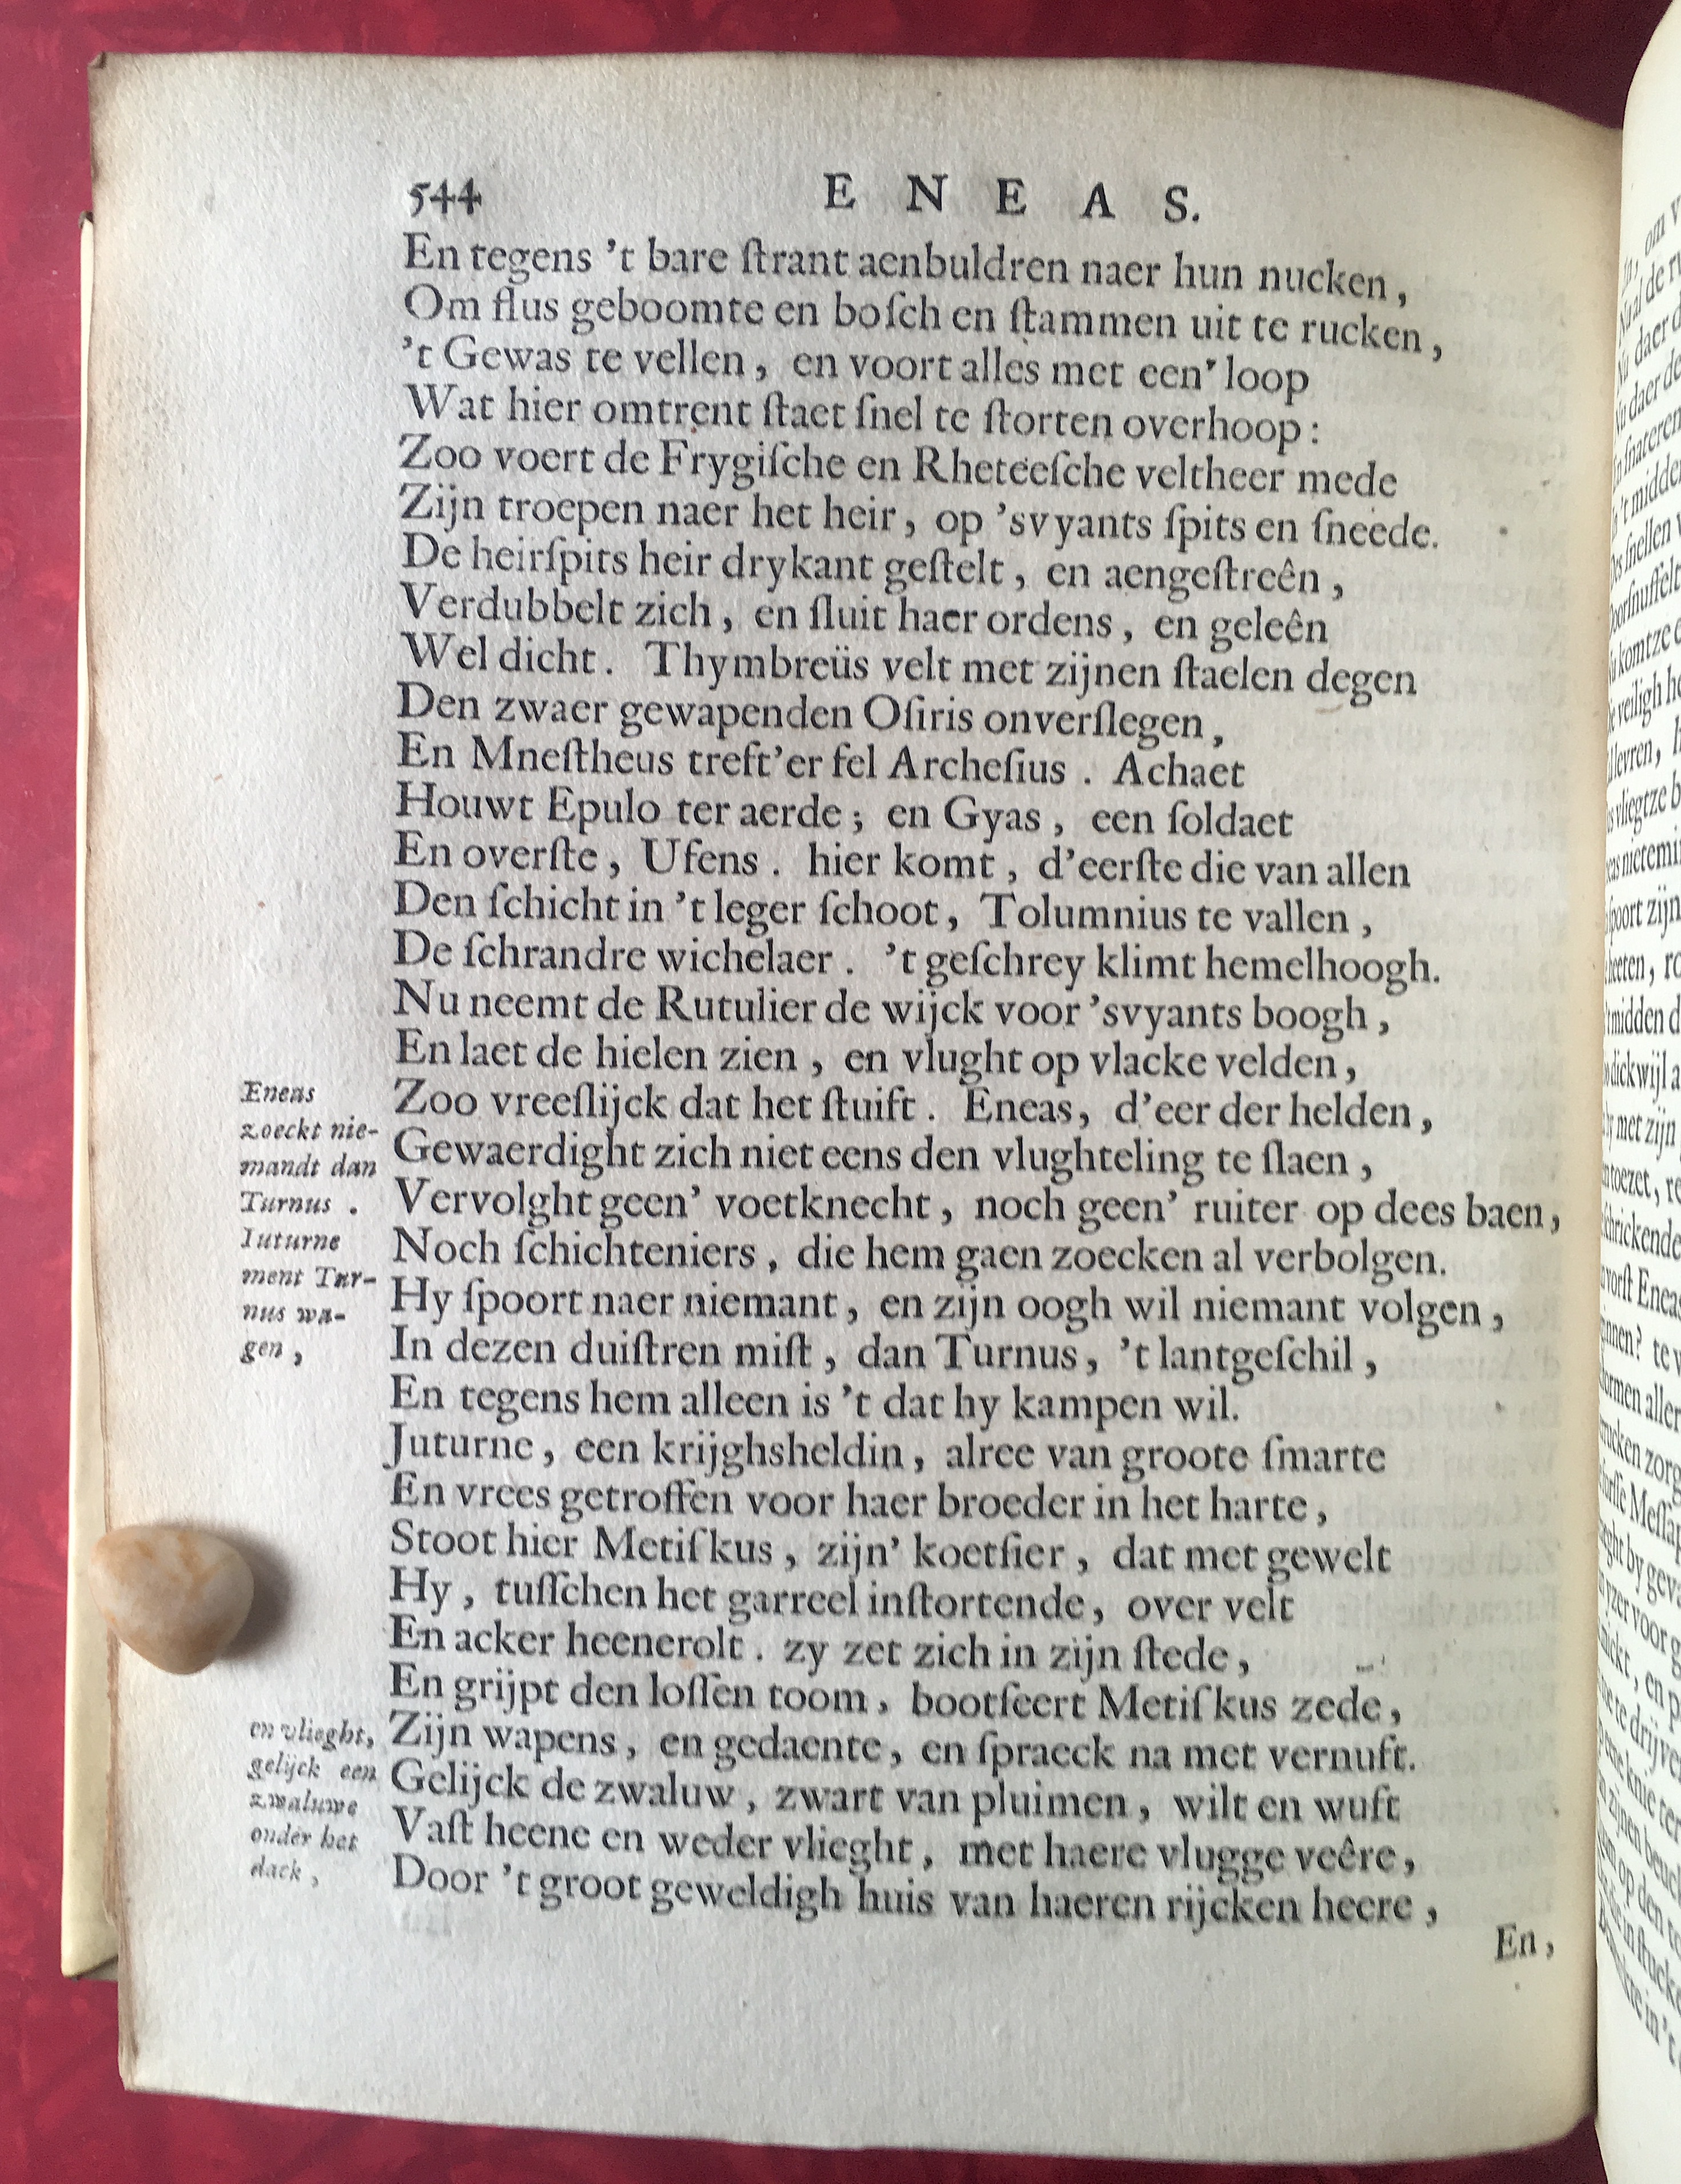 544 E N E A S.
En tegens 't bare ſtrant aenbuldren naer hun nucken,
Om flus geboomte en boſch en ſtammen uit te rucken,
't Gewas te vellen, en voort alles met een' loop
Wat hier omtrent ſtaet ſnel te ſtorten overhoop:
Zoo voert de Frygiſche en Rheteeſche veltheer mede
Zijn troepen naer het heir, op 'svyants ſpits en ſneede.
De heirſpits heir drykant geſtelt, en aengeſtreên,
Verdubbelt zich, en ſluit haer ordens, en geleên
Wel dicht. Thymbreüs velt met zijnen ſtaelen degen
Den zwaer gewapenden Oſiris onverſlegen,
En Mneſtheus treft'er fel Archeſius. Achaet
Houwt Epulo ter aerde; en Gyas, een ſoldaet
En overſte, Ufens. hier komt, d'eerſte die van allen
Den ſchicht in 't leger ſchoot, Tolumnius te vallen,
De ſchrandre wichelaer. 't geſchrey klimt hemelhoogh.
Nu neemt de Rutulier de wijck voor 'svyants boogh,
En laet de hielen zien, en vlught op vlacke velden,
Zoo vreeſlijck dat het ſtuift. Eneas, d'eer der helden,
Gewaerdight zich niet eens den vlughteling te ſlaen,
Vervolght geen' voetknecht, noch geen' ruiter op dees baen,
Noch ſchichteniers, die hem gaen zoecken al verbolgen.
Hy ſpoort naer niemant, en zijn oogh wil niemant volgen,
In dezen duiſtren miſt, dan Turnus, 't lantgeſchil,
En tegens hem alleen is 't dat hy kampen wil.
Juturne, een krijghsheldin, alree van groote ſmarte
En vrees getroffen voor haer broeder in het harte,
Stoot hier Metiſkus, zijn' koetſier, dat met gewelt
Hy, tuſſchen het garreel inſtortende, over velt
En acker heenerolt. zy zet zich in zijn ſtede,
En grijpt den loſſen toom, bootſeert Metiſkus zede,
Zijn wapens, en gedaente, en ſpraeck na met vernuft.
Gelijck de zwaluw, zwart van pluimen, wilt en wuft
Vaſt heene en weder vlieght, met haere vlugge veêre,
Door 't groot geweldigh huis van haeren rijcken heere,
En,
Eneas
zoeckt nie-
mandt dan
Turnus.
Iuturne
ment Tur-
nus wa-
gen,
en vlieght,
gelijck een
zwaluwe
onder het
dack,